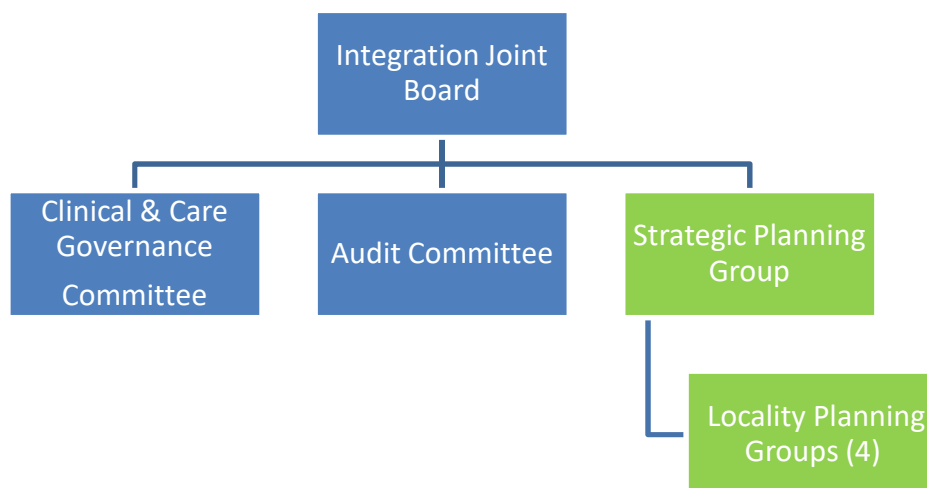 Integration Joint
Board
Clinical & Care
Governance
Committee
Audit Committee
Strategic Planning
Group
Locality Planning
Groups (4)